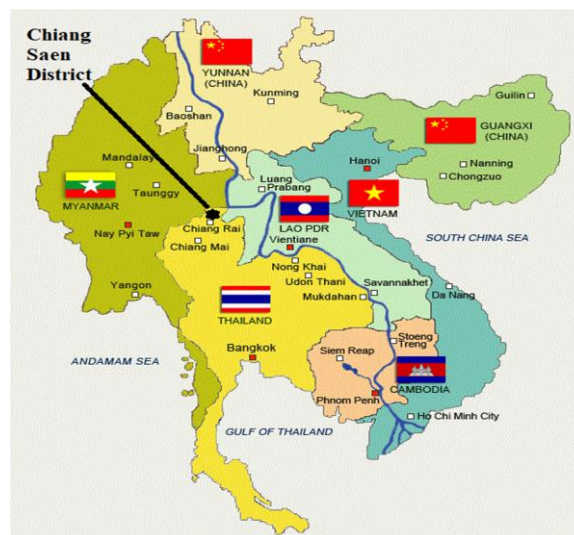 Chiang
Saen
District
YUNNAN
(CHINA)
Kunming
Baoshan
Jianghong
Guilin
GUANGXI
(CHINA)
Nanning
Chongzuo
Mandalay
Taunggy
MYANMAR
Nay Pyi Taw
Yangon
Hanoi
VIETNAM
Luang
Prabang
LAO PDR
Vientiane
Chiang Rai
Chiang Mai
Nong Khai
Udon Thani
Mukdahan
Savannakhet
Da Nang
SOUTH CHINA SEA
THAILAND
Bangkok
ANDAMAM SEA
Stoeng
Treng
Siem Reap
CAMBODIA
Phnom Penh
Ho Chi Minh City
GULF OF THAILAND